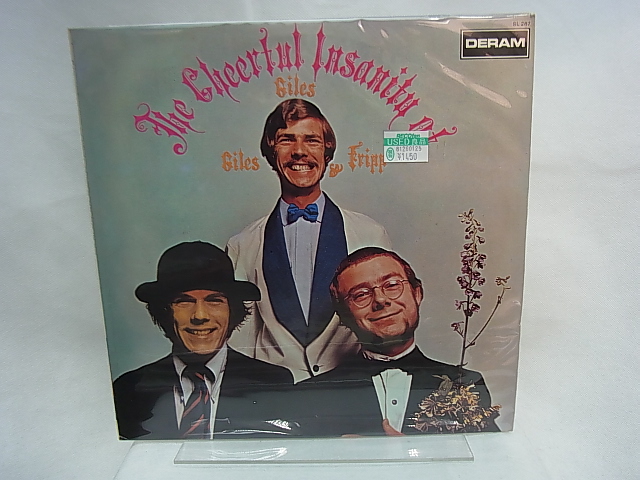 The Cheerful Insanity of
Giles
Giles & Fripp
DERAM
USED
¥1450